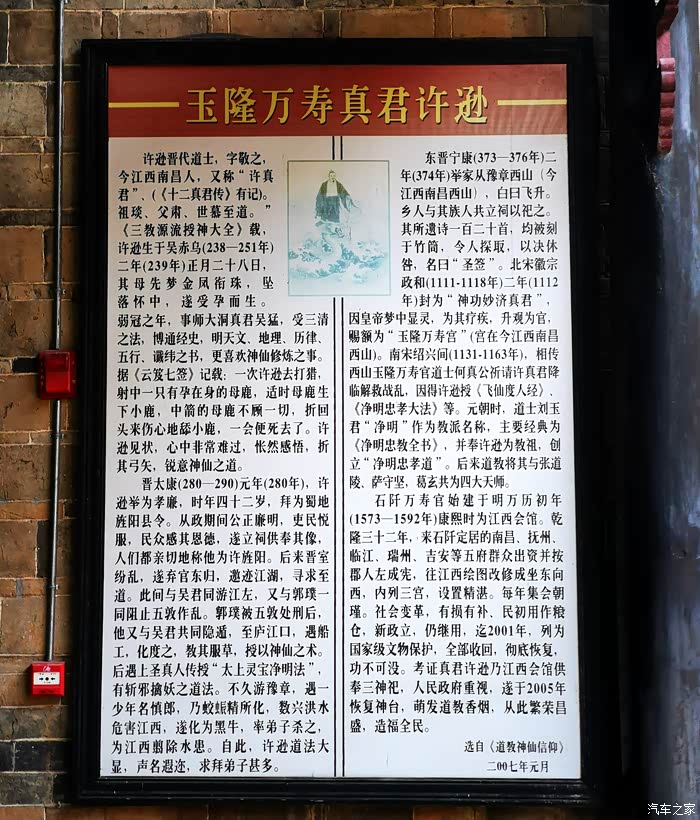 玉隆万寿真君许逊
许逊晋代道士，字敬之，
今江西南昌人，又称“许真
君”、(《十二真君传》有记)。
祖琰、父肃、世慕至道。”
《三教源流授神大全》载，
许逊生于吴赤乌(238—251年)
二年(239年)正月二十八日，
其母先梦金凤衔珠，坠
落怀中，遂受孕而生。
弱冠之年，事师大洞真君吴猛，受三清
之法，博通经史，明天文、地理、历律、
五行、谶纬之书，更喜欢神仙修炼之事。
据《云笈七签》记载：一次许逊去打猎，
射中一只有孕在身的母鹿，适时母鹿生
下小鹿，中箭的母鹿不顾一切，折回
头来伤心地舔小鹿，一会便死去了。许
逊见状，心中非常难过，怅然感悟，折
其弓矢，锐意神仙之道。
晋太康(280—290)元年(280年)，许
逊举为孝廉，时年四十二岁，拜为蜀地
旌阳县令。从政期间公正廉明，吏民悦
服，民众感其恩德，遂立祠供奉其像，
人们都亲切地称他为许旌阳。后来晋室
纷乱，遂弃官东归，遨迹江湖，寻求至
道。此间与吴君同游江左，又与郭璞一
同阻止五敦作乱。郭璞被五敦处刑后，
他又与吴君共同隐遁，至庐江口，遇船
工，化度之，教其服草，授以神仙之术。
后遇上圣真人传授“太上灵宝净明法”，
有斩邪擒妖之道法。不久游豫章，遇一
少年名慎郎，乃蛟蜃精所化，数兴洪水
危害江西，遂化为黑牛，率弟子杀之，
为江西翦除水患。自此，许逊道法大
显，声名遐迩，求拜弟子甚多。
东晋宁康(373—376年)二
年(374年)举家从豫章西山（今
江西南昌西山），白日飞升。
乡人与其族人共立祠以祀之。
其所遗诗一百二十首，均被刻
于竹简，令人探取，以决休
咎，名曰“圣签”。北宋徽宗
政和(1111-1118年)二年(1112
年)封为“神功妙济真君”，
因皇帝梦中显灵，为其疗疾，升观为官，
赐额为“玉隆万寿宫”(宫在今江西南昌
西山)。南宋绍兴间(1131-1163年)，相传
西山玉隆万寿宫道士何真公祈请许真君降
临解救战乱，因得许逊授《飞仙度人经》、
《净明忠孝大法》等。元朝时，道士刘玉
君“净明”作为教派名称，主要经典为
《净明忠教全书》，并奉许逊为教祖，创
立“净明忠孝道”。后来道教将其与张道
陵、萨守坚，葛玄共为四大天师。
石阡万寿宫始建于明万历初年
(1573—1592年)康熙时为江西会馆。乾
隆三十二年，来石阡定居的南昌、抚州、
临江、瑞州、吉安等五府群众出资并按
郡人左成宪，往江西绘图改修成坐东向
西，内列三宫，设置精湛。每年集会朝
瑾。社会变革，有损有补、民初用作粮
仓，新政立，仍继用，迄2001年，列为
国家级文物保护，全部收回，彻底恢复，
功不可没。考证真君许逊乃江西会馆供
奉三神祀，人民政府重视，遂于2005年
恢复神台，萌发道教香烟，从此繁荣昌
盛，造福全民。
选自《道教神仙信仰》
二00七年元月
汽车之家